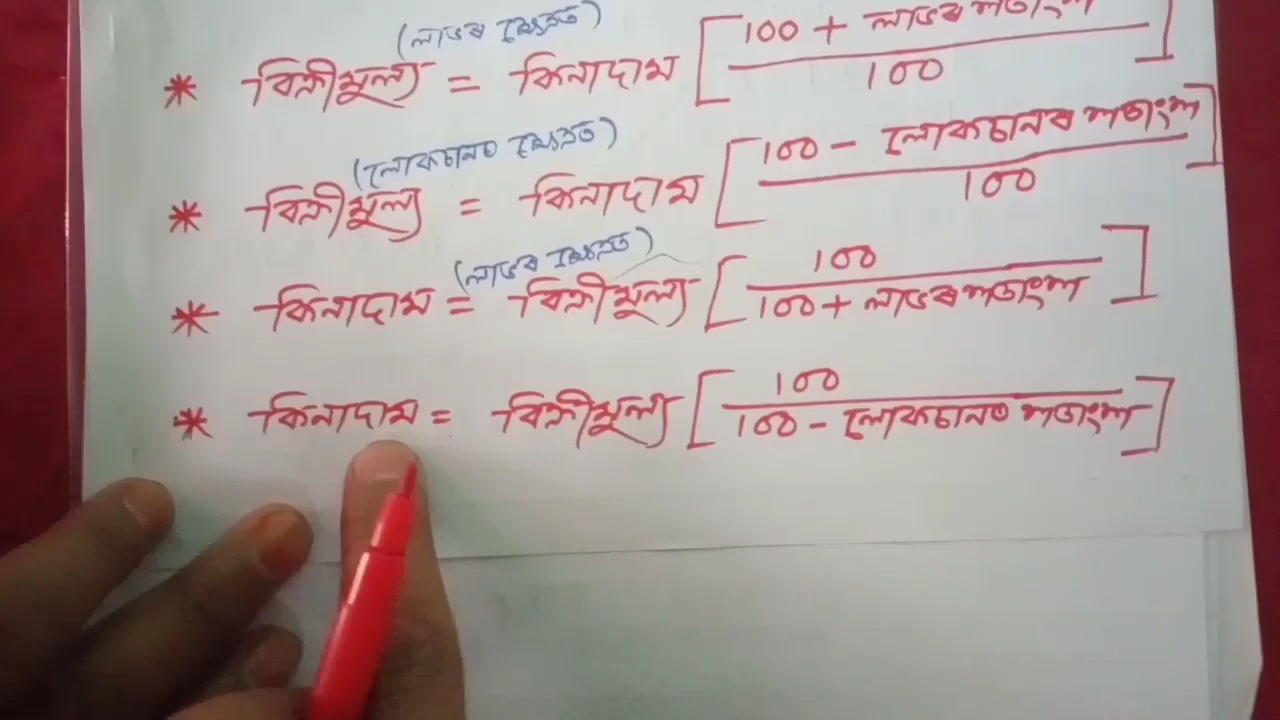 (লাভৰ ক্ষেত্ৰত)
* বিক্ৰীমূল্য = কিনাদাম [ 100 + লাভৰ শতাংশ / 100 ]
(লোকচানৰ ক্ষেত্ৰত)
* বিক্ৰীমূল্য = কিনাদাম [ 100 - লোকচানৰ শতাংশ / 100 ]
(লাভৰ ক্ষেত্ৰত)
* কিনাদাম = বিক্ৰীমূল্য [ 100 / 100 + লাভৰ শতাংশ ]
* কিনাদাম = বিক্ৰীমূল্য [ 100 / 100 - লোকচানৰ শতাংশ ]